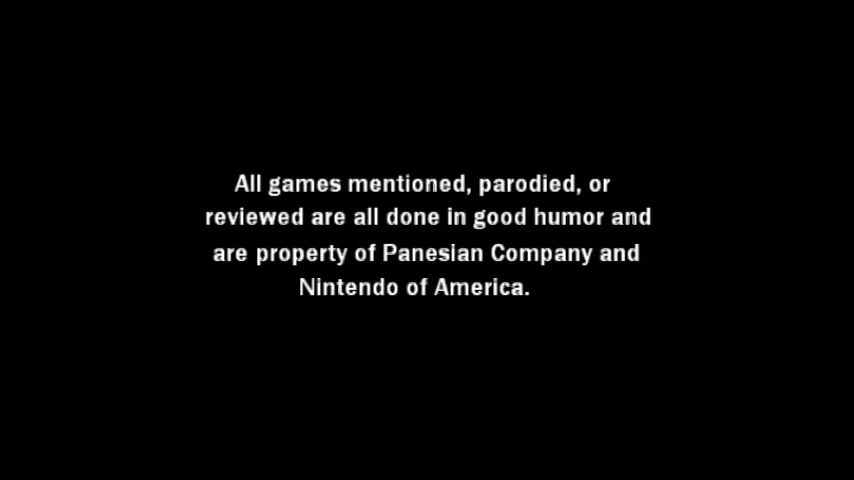 All games mentioned, parodied, or
reviewed are all done in good humor and
are property of Panesian Company and
Nintendo of America.